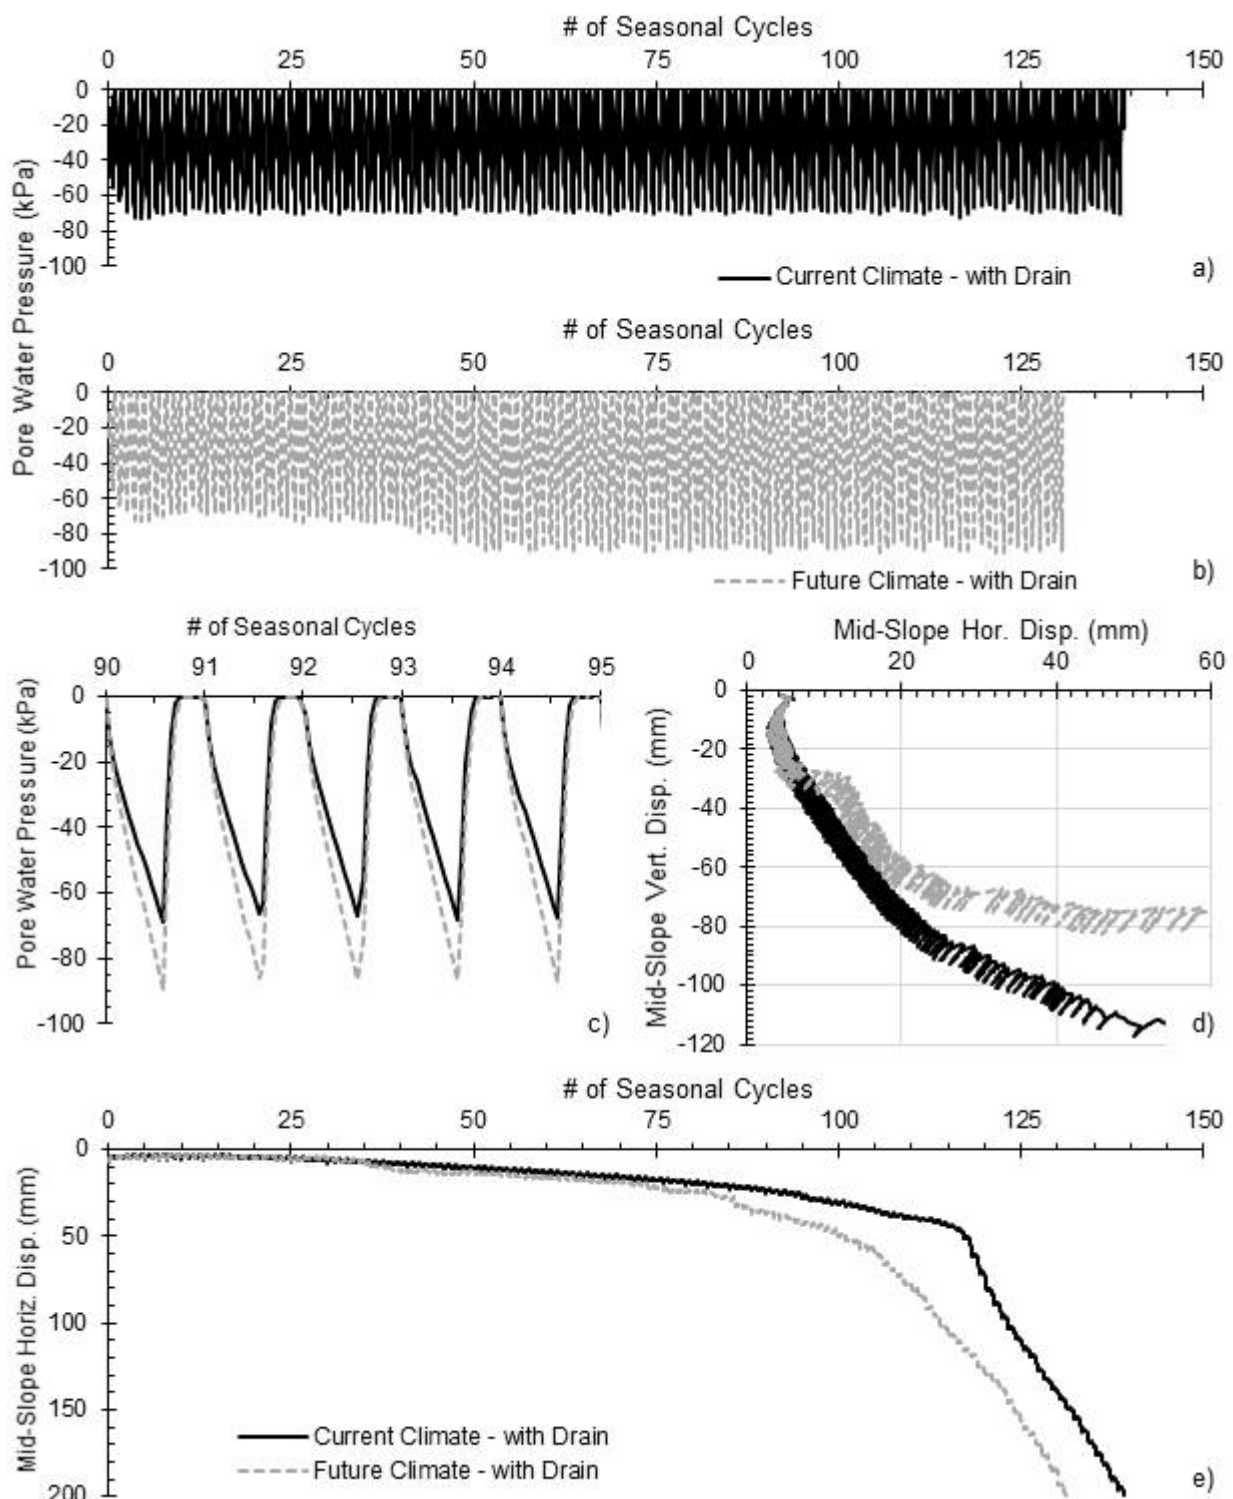 # of Seasonal Cycles
0 25 50 75 100 125 150
0
-20
-40
-60
-80
-100
Pore Water Pressure (kPa)
Current Climate - with Drain
a)
# of Seasonal Cycles
0 25 50 75 100 125 150
0
-20
-40
-60
-80
-100
Future Climate - with Drain
b)
# of Seasonal Cycles
90 91 92 93 94 95
0
-20
-40
-60
-80
-100
Pore Water Pressure (kPa)
c)
Mid-Slope Hor. Disp. (mm)
0 20 40 60
0
-20
-40
-60
-80
-100
-120
Mid-Slope Vert. Disp. (mm)
d)
# of Seasonal Cycles
0 25 50 75 100 125 150
0
50
100
150
200
Mid-Slope Horiz. Disp. (mm)
Current Climate - with Drain
Future Climate - with Drain
e)